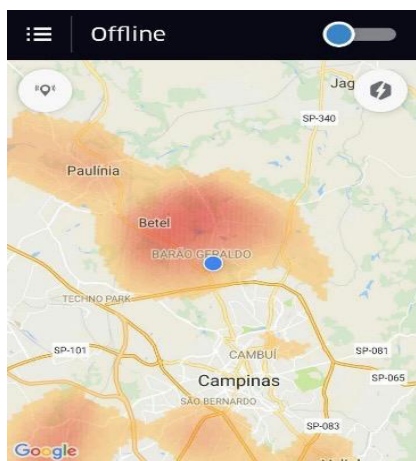 Offline
Jag
SP-340
Paulínia
Betel
BARÃO GERALDO
TECHNO PARK
SP-101
CAMBUÍ
SP-081
Campinas
SP-065
SÃO BERNARDO
SP-083
Google